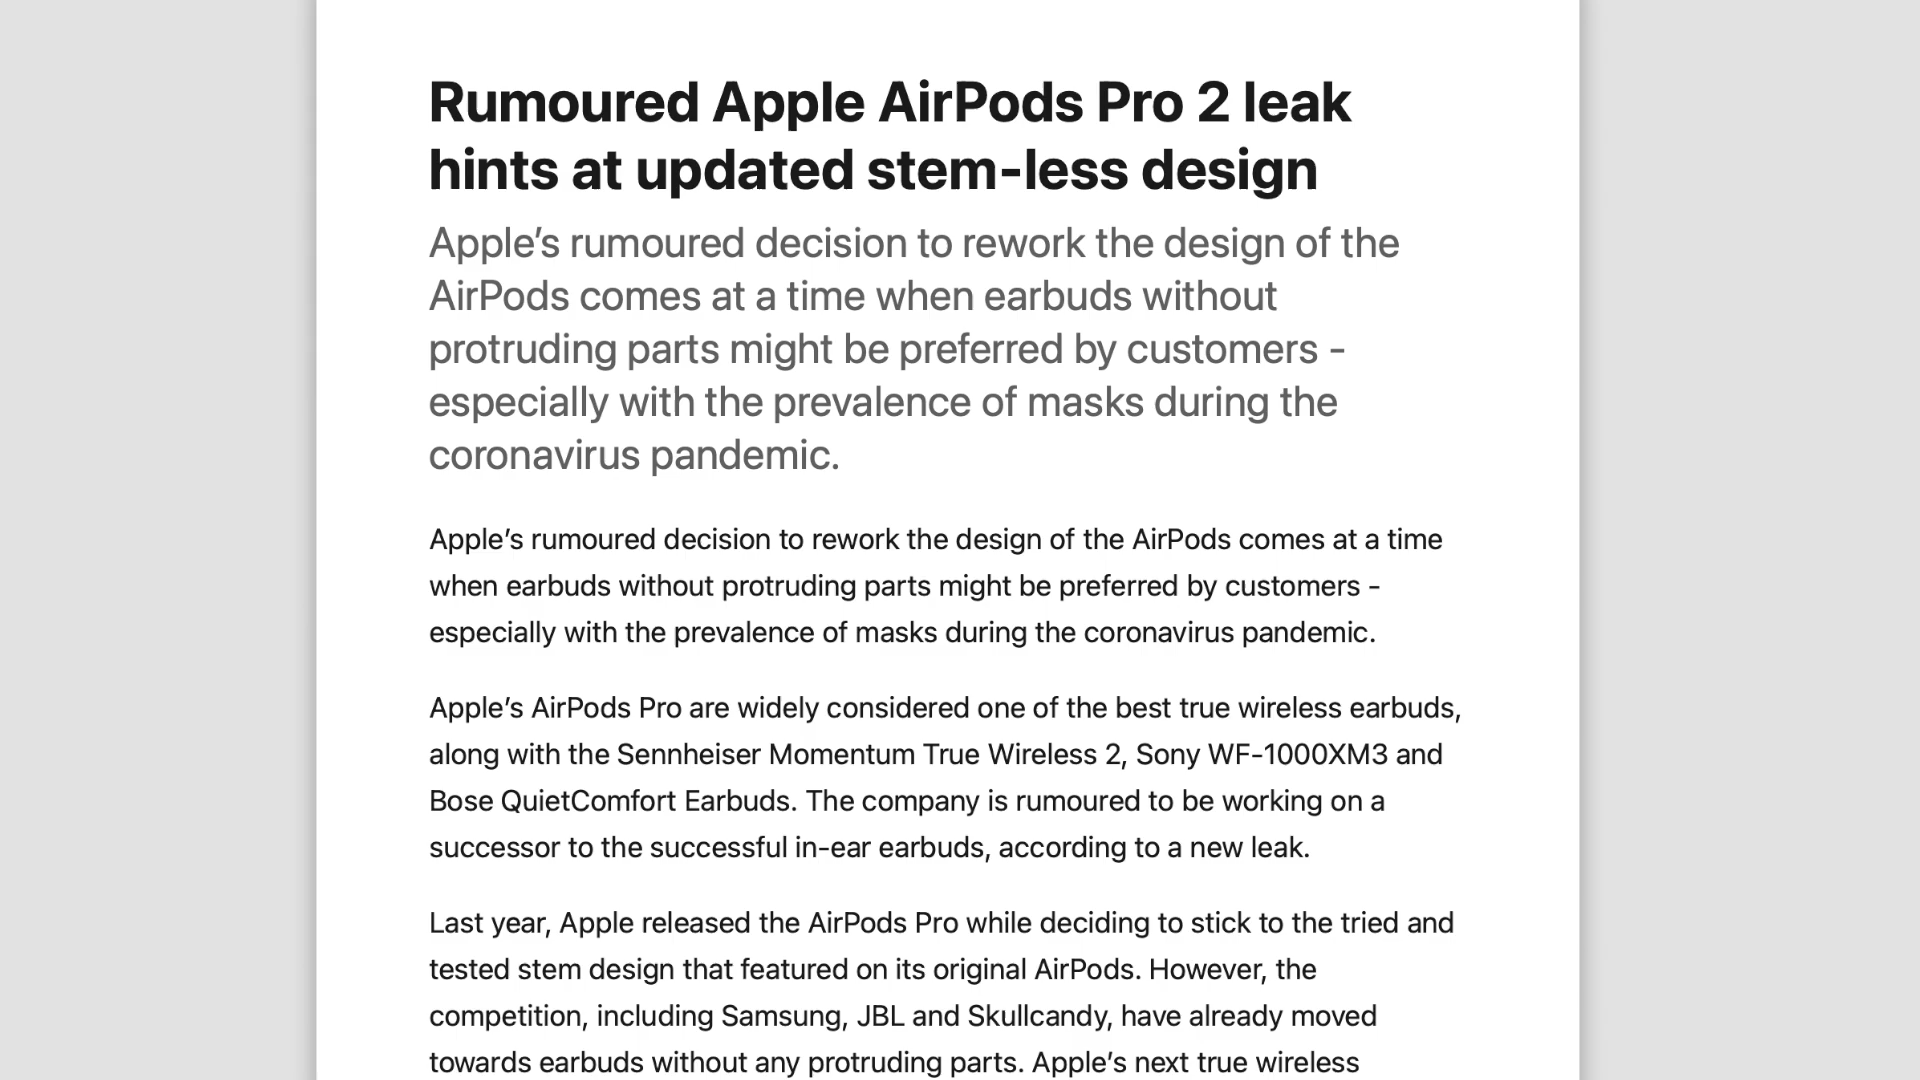 Rumoured Apple AirPods Pro 2 leak
hints at updated stem-less design
Apple’s rumoured decision to rework the design of the
AirPods comes at a time when earbuds without
protruding parts might be preferred by customers -
especially with the prevalence of masks during the
coronavirus pandemic.
Apple’s rumoured decision to rework the design of the AirPods comes at a time
when earbuds without protruding parts might be preferred by customers -
especially with the prevalence of masks during the coronavirus pandemic.
Apple’s AirPods Pro are widely considered one of the best true wireless earbuds,
along with the Sennheiser Momentum True Wireless 2, Sony WF-1000XM3 and
Bose QuietComfort Earbuds. The company is rumoured to be working on a
successor to the successful in-ear earbuds, according to a new leak.
Last year, Apple released the AirPods Pro while deciding to stick to the tried and
tested stem design that featured on its original AirPods. However, the
competition, including Samsung, JBL and Skullcandy, have already moved
towards earbuds without any protruding parts. Apple’s next true wireless